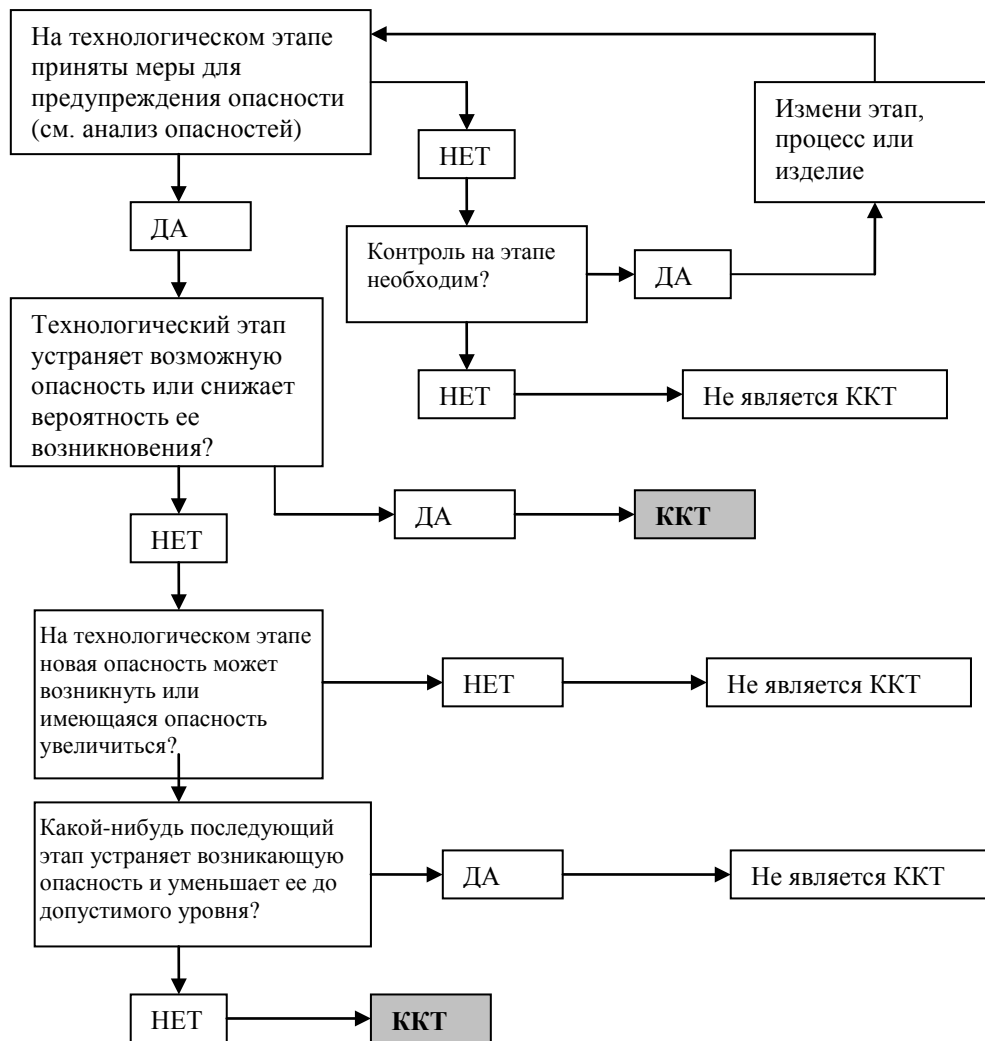 На технологическом этапе
приняты меры для
предупреждения опасности
(см. анализ опасностей)
Измени этап,
процесс или
изделие
НЕТ
ДА
Контроль на этапе
необходим?
ДА
Технологический этап
устраняет возможную
опасность или снижает
вероятность ее
возникновения?
НЕТ
Не является ККТ
ДА
ККТ
НЕТ
На технологическом этапе
новая опасность может
возникнуть или
имеющаяся опасность
увеличиться?
НЕТ
Не является ККТ
Какой-нибудь последующий
этап устраняет возникающую
опасность и уменьшает ее до
допустимого уровня?
ДА
Не является ККТ
НЕТ
ККТ